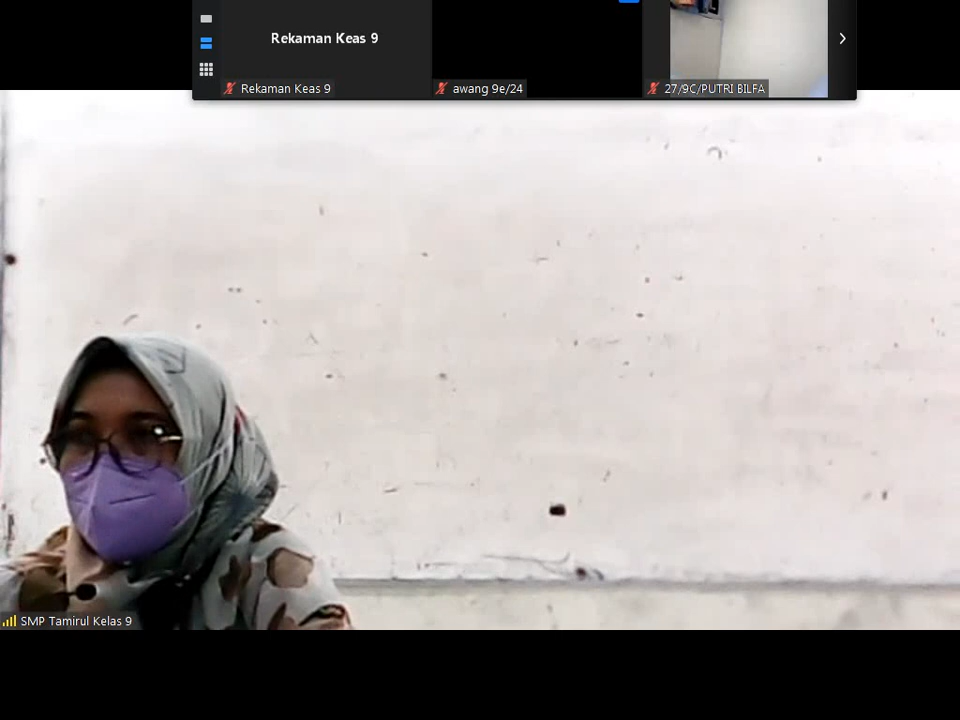 Rekaman Keas 9
Rekaman Keas 9
awang 9e/24
27/9C/PUTRI BILFA
SMP Tamirul Kelas 9